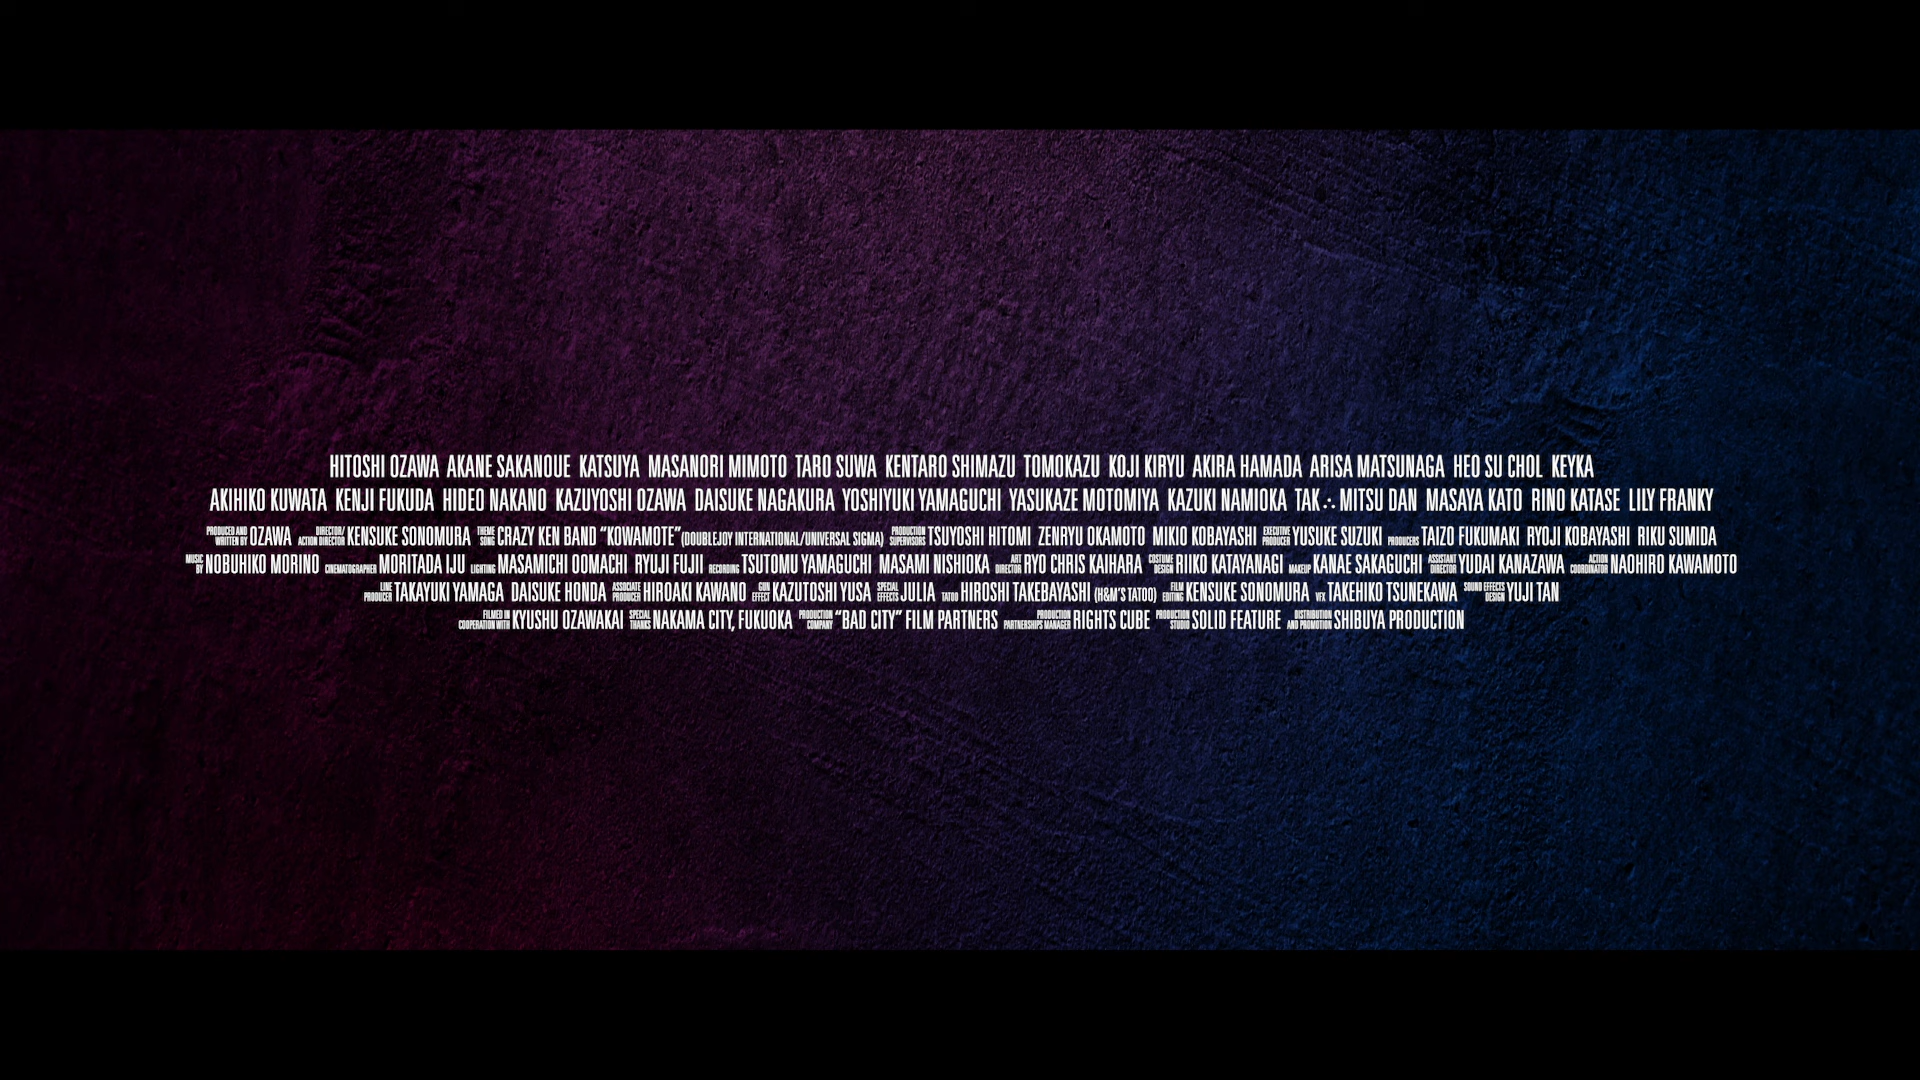 HITOSHI OZAWA AKANE SAKANOUE KATSUYA MASANORI MIMOTO TARO SUWA KENTARO SHIMAZU TOMOKAZU KOJI KIRYU AKIRA HAMADA ARISA MATSUNAGA HEO SU CHOL KEYKA
AKIHIKO KUWATA KENJI FUKUDA HIDEO NAKANO KAZUYOSHI OZAWA DAISUKE NAGAKURA YOSHIYUKI YAMAGUCHI YASUKAZE MOTOMIYA KAZUKI NAMIOKA TAK∴ MITSU DAN MASAYA KATO RINO KATASE LILY FRANKY
PRODUCED AND WRITTEN BY OZAWA DIRECTOR/ ACTION DIRECTOR KENSUKE SONOMURA THEME SONG CRAZY KEN BAND "KOWAMOTE" (DOUBLEJOY INTERNATIONAL/UNIVERSAL SIGMA) PRODUCTION SUPERVISORS TSUYOSHI HITOMI ZENRYU OKAMOTO MIKIO KOBAYASHI EXECUTIVE PRODUCER YUSUKE SUZUKI PRODUCERS TAIZO FUKUMAKI RYOJI KOBAYASHI RIKU SUMIDA
MUSIC BY NOBUHIKO MORINO CINEMATOGRAPHER MORITADA IJU LIGHTING MASAMICHI OOMACHI RYUJI FUJII RECORDING TSUTOMU YAMAGUCHI MASAMI NISHIOKA ART DIRECTOR RYO CHRIS KAIHARA COSTUME DESIGN RIIKO KATAYANAGI MAKEUP KANAE SAKAGUCHI ASSISTANT DIRECTOR YUDAI KANAZAWA ACTION COORDINATOR NAOHIRO KAWAMOTO
LINE PRODUCER TAKAYUKI YAMAGA DAISUKE HONDA ASSOCIATE PRODUCER HIROAKI KAWANO GUN EFFECT KAZUTOSHI YUSA SPECIAL EFFECTS JULIA TATOO HIROSHI TAKEBAYASHI (H&M'S TATOO) FILM EDITING KENSUKE SONOMURA VFX TAKEHIKO TSUNEKAWA SOUND EFFECTS DESIGN YUJI TAN
FILMED IN COOPERATION WITH KYUSHU OZAWAKAI SPECIAL THANKS NAKAMA CITY, FUKUOKA PRODUCTION COMPANY "BAD CITY" FILM PARTNERS PRODUCTION PARTNERSHIPS MANAGER RIGHTS CUBE PRODUCTION STUDIO SOLID FEATURE DISTRIBUTION AND PROMOTION SHIBUYA PRODUCTION